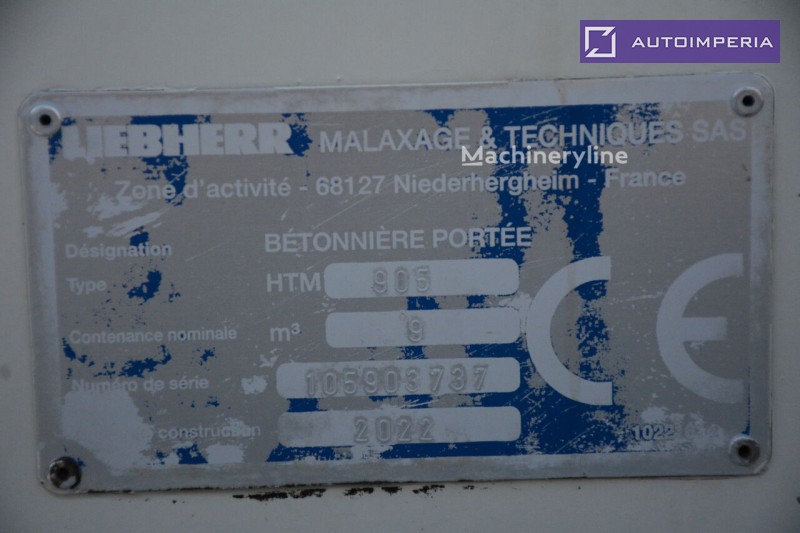 AUTOIMPERIA
LIEBHERR MALAXAGE & TECHNIQUES SAS
Machineryline
Zone d'activité - 68127 Niederhergheim - France
Désignation BÉTONNIÈRE PORTÉE
Type HTM 905
Contenance nominale m³ 9
Numéro de série 105903737
construction 2022
CE